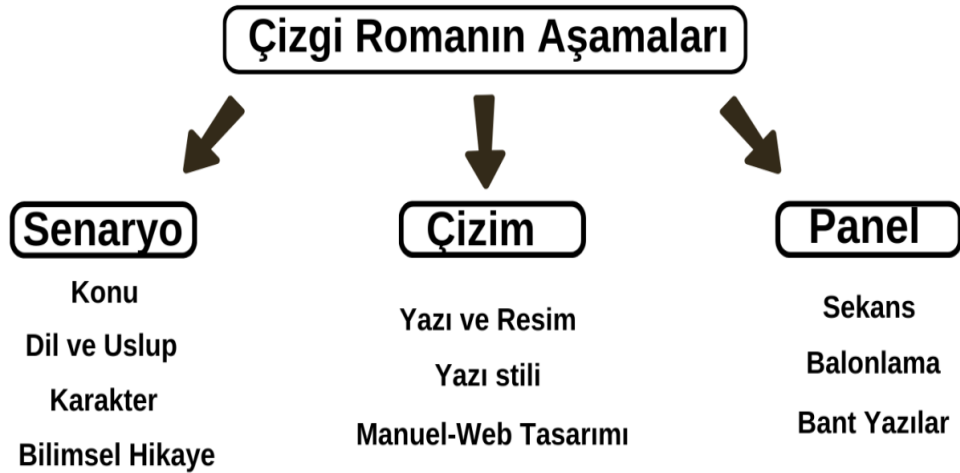 Çizgi Romanın Aşamaları
Senaryo
Konu
Dil ve Uslup
Karakter
Bilimsel Hikaye
Çizim
Yazı ve Resim
Yazı stili
Manuel-Web Tasarımı
Panel
Sekans
Balonlama
Bant Yazılar